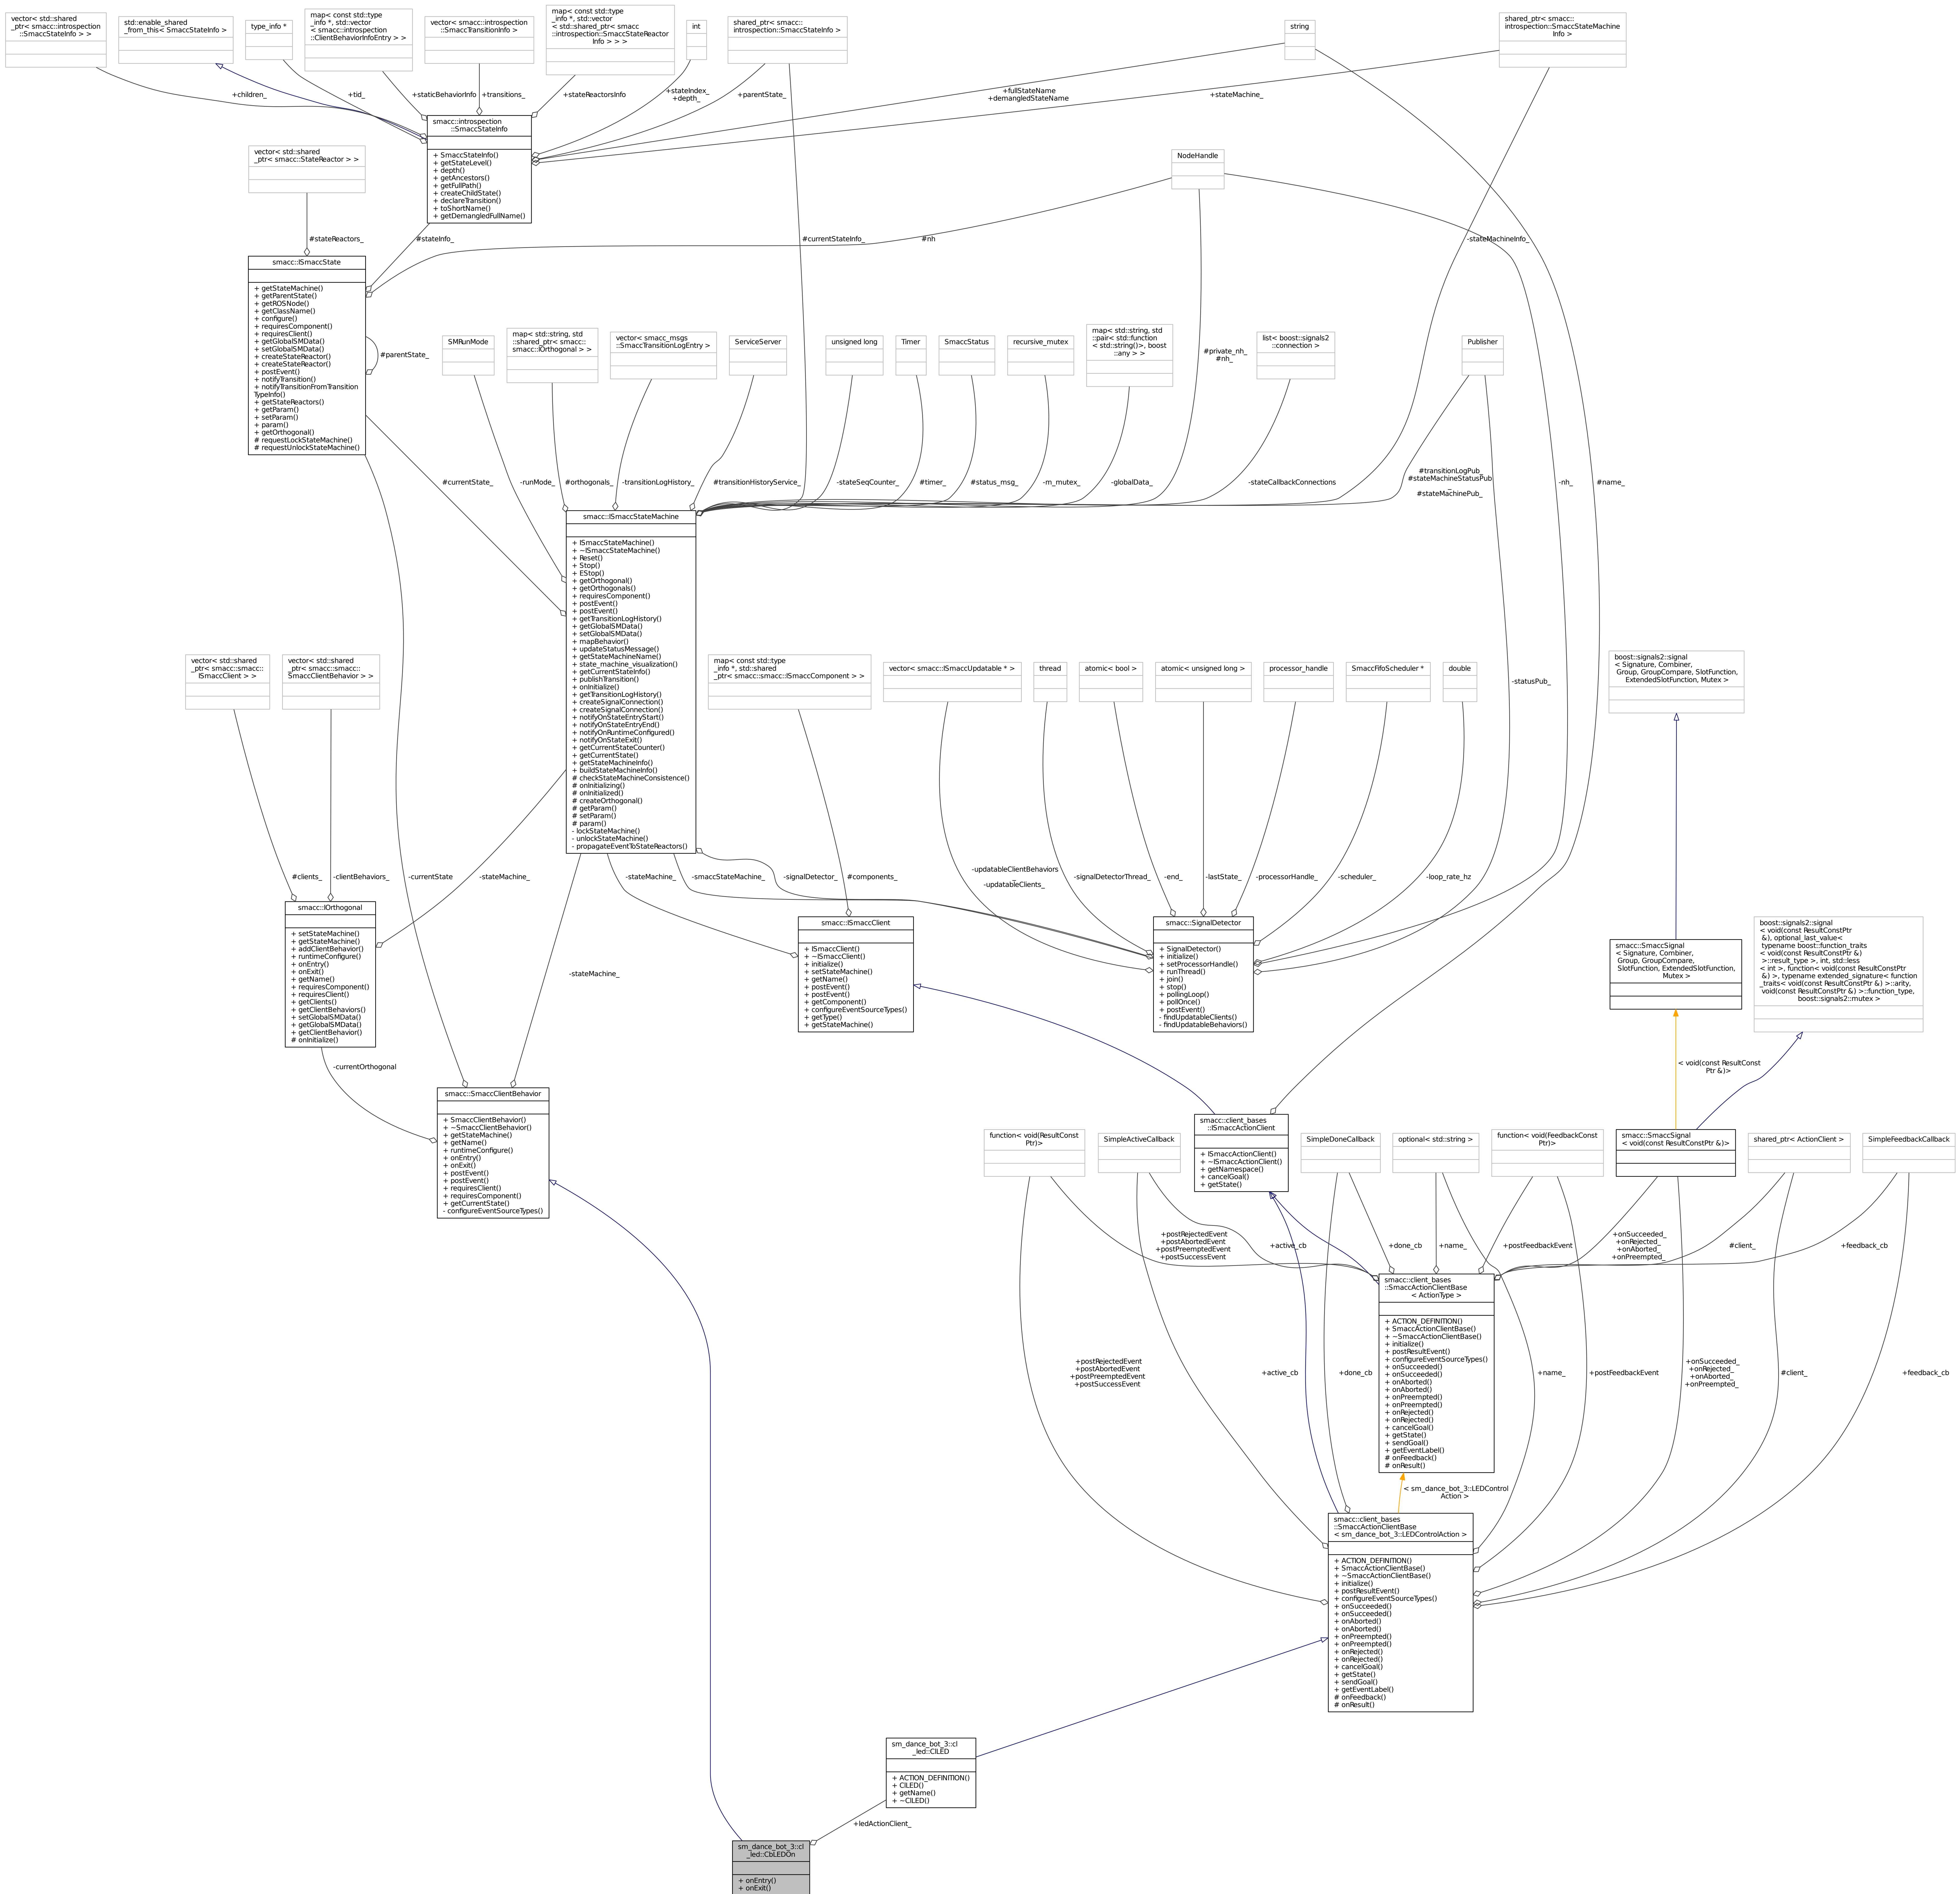 vector< std::shared
_ptr< smacc::introspection
::SmaccStateInfo > >
std::enable_shared
_from_this< SmaccStateInfo >
type_info *
map< const std::type
_info *, std::vector
< smacc::introspection
::ClientBehaviorInfoEntry > >
vector< smacc::introspection
::SmaccTransitionInfo >
map< const std::type
_info *, std::vector
< std::shared_ptr< smacc
::introspection::SmaccStateReactor
Info > > >
int
shared_ptr< smacc::
introspection::SmaccStateInfo >
string
shared_ptr< smacc::
introspection::SmaccStateMachine
Info >
+children_
+tid_
+staticBehaviorInfo
+transitions_
+stateReactorsInfo
+stateIndex_
+depth_
+parentState_
+fullStateName
+demangledStateName
+stateMachine_
smacc::introspection
::SmaccStateInfo
+ SmaccStateInfo()
+ getStateLevel()
+ depth()
+ getAncestors()
+ getFullPath()
+ createChildState()
+ declareTransition()
+ toShortName()
+ getDemangledFullName()
vector< std::shared
_ptr< smacc::StateReactor > >
NodeHandle
#stateReactors_
#stateInfo_
#currentStateInfo_
#nh
-stateMachineInfo_
smacc::ISmaccState
+ getStateMachine()
+ getParentState()
+ getROSNode()
+ getClassName()
+ configure()
+ requiresComponent()
+ requiresClient()
+ getGlobalSMData()
+ setGlobalSMData()
+ createStateReactor()
+ createStateReactor()
+ postEvent()
+ notifyTransition()
+ notifyTransitionFromTransition
TypeInfo()
+ getStateReactors()
+ getParam()
+ setParam()
+ param()
+ getOrthogonal()
# requestLockStateMachine()
# requestUnlockStateMachine()
#parentState_
SMRunMode
map< std::string, std
::shared_ptr< smacc::
smacc::IOrthogonal > >
vector< smacc_msgs
::SmaccTransitionLogEntry >
ServiceServer
unsigned long
Timer
SmaccStatus
recursive_mutex
map< std::string, std
::pair< std::function
< std::string()>, boost
::any > >
#private_nh_
#nh_
list< boost::signals2
::connection >
Publisher
#currentState_
-runMode_
#orthogonals_
-transitionLogHistory_
#transitionHistoryService_
-stateSeqCounter_
#timer_
#status_msg_
-m_mutex_
-globalData_
-stateCallbackConnections
#transitionLogPub_
#stateMachineStatusPub
_
#stateMachinePub_
-nh_
#name_
smacc::ISmaccStateMachine
+ ISmaccStateMachine()
+ ~ISmaccStateMachine()
+ Reset()
+ Stop()
+ EStop()
+ getOrthogonal()
+ getOrthogonals()
+ requiresComponent()
+ postEvent()
+ postEvent()
+ getTransitionLogHistory()
+ getGlobalSMData()
+ setGlobalSMData()
+ mapBehavior()
+ updateStatusMessage()
+ getStateMachineName()
+ state_machine_visualization()
+ getCurrentStateInfo()
+ publishTransition()
+ onInitialize()
+ getTransitionLogHistory()
+ createSignalConnection()
+ createSignalConnection()
+ notifyOnStateEntryStart()
+ notifyOnStateEntryEnd()
+ notifyOnRuntimeConfigured()
+ notifyOnStateExit()
+ getCurrentStateCounter()
+ getCurrentState()
+ getStateMachineInfo()
+ buildStateMachineInfo()
# checkStateMachineConsistence()
# onInitializing()
# onInitialized()
# createOrthogonal()
# getParam()
# setParam()
# param()
- lockStateMachine()
- unlockStateMachine()
- propagateEventToStateReactors()
vector< std::shared
_ptr< smacc::smacc::
ISmaccClient > >
vector< std::shared
_ptr< smacc::smacc::
SmaccClientBehavior > >
map< const std::type
_info *, std::shared
_ptr< smacc::smacc::ISmaccComponent > >
vector< smacc::ISmaccUpdatable * >
thread
atomic< bool >
atomic< unsigned long >
processor_handle
SmaccFifoScheduler *
double
-statusPub_
boost::signals2::signal
< Signature, Combiner,
Group, GroupCompare, SlotFunction,
ExtendedSlotFunction, Mutex >
#clients_
-clientBehaviors_
-currentState
-stateMachine_
-stateMachine_
-smaccStateMachine_
-signalDetector_
#components_
-updatableClientBehaviors
_
-updatableClients_
-signalDetectorThread_
-end_
-lastState_
-processorHandle_
-scheduler_
-loop_rate_hz
smacc::IOrthogonal
+ setStateMachine()
+ getStateMachine()
+ addClientBehavior()
+ runtimeConfigure()
+ onEntry()
+ onExit()
+ getName()
+ requiresComponent()
+ requiresClient()
+ getClients()
+ getClientBehaviors()
+ setGlobalSMData()
+ getGlobalSMData()
+ getClientBehavior()
# onInitialize()
-stateMachine_
smacc::ISmaccClient
+ ISmaccClient()
+ ~ISmaccClient()
+ initialize()
+ setStateMachine()
+ getName()
+ postEvent()
+ postEvent()
+ getComponent()
+ configureEventSourceTypes()
+ getType()
+ getStateMachine()
smacc::SignalDetector
+ SignalDetector()
+ initialize()
+ setProcessorHandle()
+ runThread()
+ join()
+ stop()
+ pollingLoop()
+ pollOnce()
+ postEvent()
- findUpdatableClients()
- findUpdatableBehaviors()
smacc::SmaccSignal
< Signature, Combiner,
Group, GroupCompare,
SlotFunction, ExtendedSlotFunction,
Mutex >
boost::signals2::signal
< void(const ResultConstPtr
&), optional_last_value<
typename boost::function_traits
< void(const ResultConstPtr &)
>::result_type >, int, std::less
< int >, function< void(const ResultConstPtr
&) >, typename extended_signature< function
_traits< void(const ResultConstPtr &) >::arity,
void(const ResultConstPtr &) >::function_type,
boost::signals2::mutex >
-currentOrthogonal
< void(const ResultConst
Ptr &)>
smacc::SmaccClientBehavior
+ SmaccClientBehavior()
+ ~SmaccClientBehavior()
+ getStateMachine()
+ getName()
+ runtimeConfigure()
+ onEntry()
+ onExit()
+ postEvent()
+ postEvent()
+ requiresClient()
+ requiresComponent()
+ getCurrentState()
- configureEventSourceTypes()
function< void(ResultConst
Ptr)>
SimpleActiveCallback
smacc::client_bases
::ISmaccActionClient
+ ISmaccActionClient()
+ ~ISmaccActionClient()
+ getNamespace()
+ cancelGoal()
+ getState()
SimpleDoneCallback
optional< std::string >
function< void(FeedbackConst
Ptr)>
smacc::SmaccSignal
< void(const ResultConstPtr &)>
shared_ptr< ActionClient >
SimpleFeedbackCallback
+postRejectedEvent
+postAbortedEvent
+postPreemptedEvent
+postSuccessEvent
+active_cb
+done_cb
+name_
+postFeedbackEvent
+onSucceeded_
+onRejected_
+onAborted_
+onPreempted_
#client_
+feedback_cb
smacc::client_bases
::SmaccActionClientBase
< ActionType >
+ ACTION_DEFINITION()
+ SmaccActionClientBase()
+ ~SmaccActionClientBase()
+ initialize()
+ postResultEvent()
+ configureEventSourceTypes()
+ onSucceeded()
+ onSucceeded()
+ onAborted()
+ onAborted()
+ onPreempted()
+ onPreempted()
+ onRejected()
+ onRejected()
+ cancelGoal()
+ getState()
+ sendGoal()
+ getEventLabel()
# onFeedback()
# onResult()
+postRejectedEvent
+postAbortedEvent
+postPreemptedEvent
+postSuccessEvent
+active_cb
+done_cb
+name_
+postFeedbackEvent
+onSucceeded_
+onRejected_
+onAborted_
+onPreempted_
#client_
+feedback_cb
< sm_dance_bot_3::LEDControl
Action >
smacc::client_bases
::SmaccActionClientBase
< sm_dance_bot_3::LEDControlAction >
+ ACTION_DEFINITION()
+ SmaccActionClientBase()
+ ~SmaccActionClientBase()
+ initialize()
+ postResultEvent()
+ configureEventSourceTypes()
+ onSucceeded()
+ onSucceeded()
+ onAborted()
+ onAborted()
+ onPreempted()
+ onPreempted()
+ onRejected()
+ onRejected()
+ cancelGoal()
+ getState()
+ sendGoal()
+ getEventLabel()
# onFeedback()
# onResult()
sm_dance_bot_3::cl
_led::ClLED
+ ACTION_DEFINITION()
+ ClLED()
+ getName()
+ ~ClLED()
+ledActionClient_
sm_dance_bot_3::cl
_led::CbLEDOn
+ onEntry()
+ onExit()